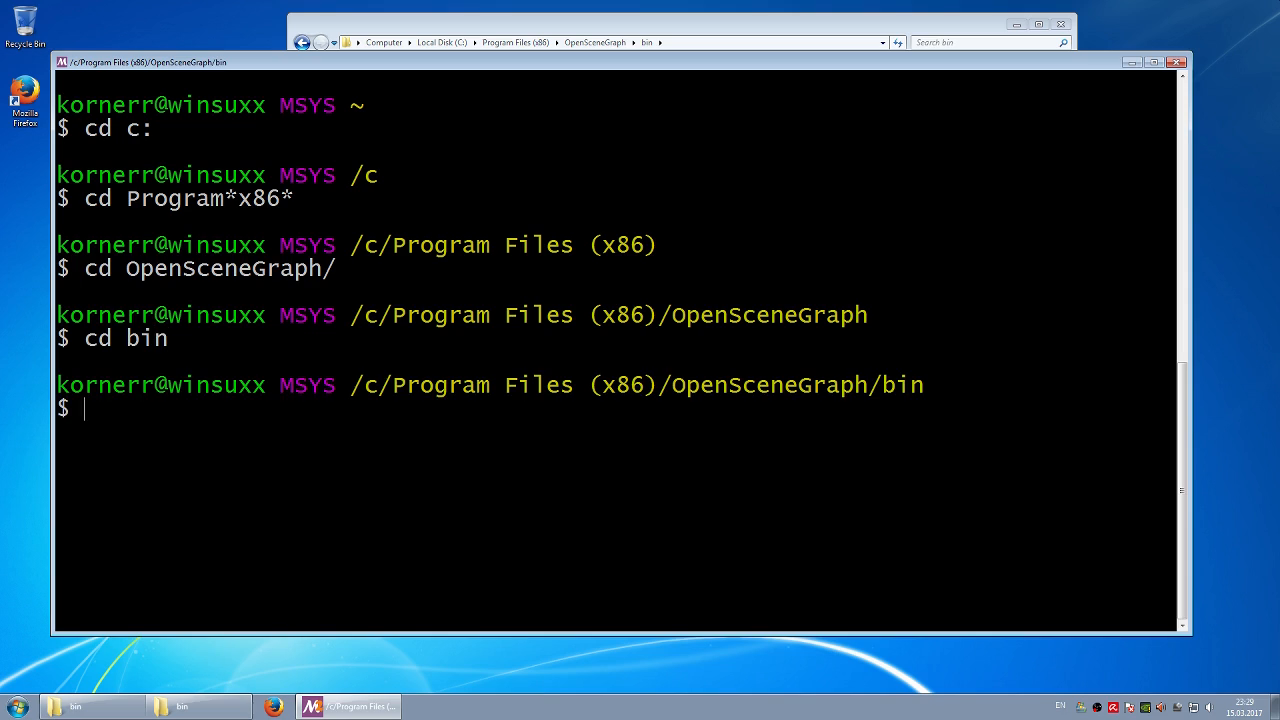 Recycle Bin
Mozilla
Firefox
Computer Local Disk (C:) Program Files (x86) OpenSceneGraph bin
Search bin
/c/Program Files (x86)/OpenSceneGraph/bin
kornerr@winsuxx MSYS ~
$ cd c:
kornerr@winsuxx MSYS /c
$ cd Program*x86*
kornerr@winsuxx MSYS /c/Program Files (x86)
$ cd OpenSceneGraph/
kornerr@winsuxx MSYS /c/Program Files (x86)/OpenSceneGraph
$ cd bin
kornerr@winsuxx MSYS /c/Program Files (x86)/OpenSceneGraph/bin
$
bin
bin
/c/Program Files (...
EN
23:29
15.03.2017